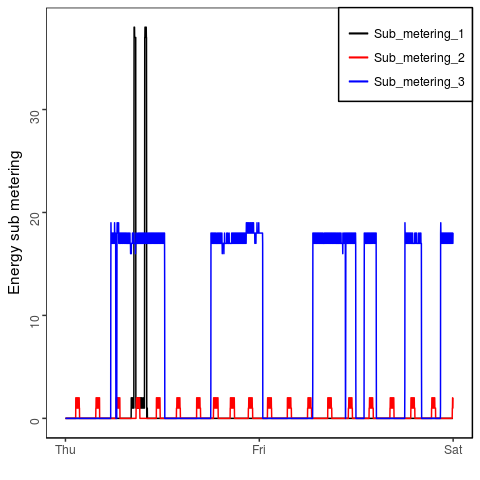 Sub_metering_1
Sub_metering_2
Sub_metering_3
Energy sub metering
30
20
10
0
Thu Fri Sat